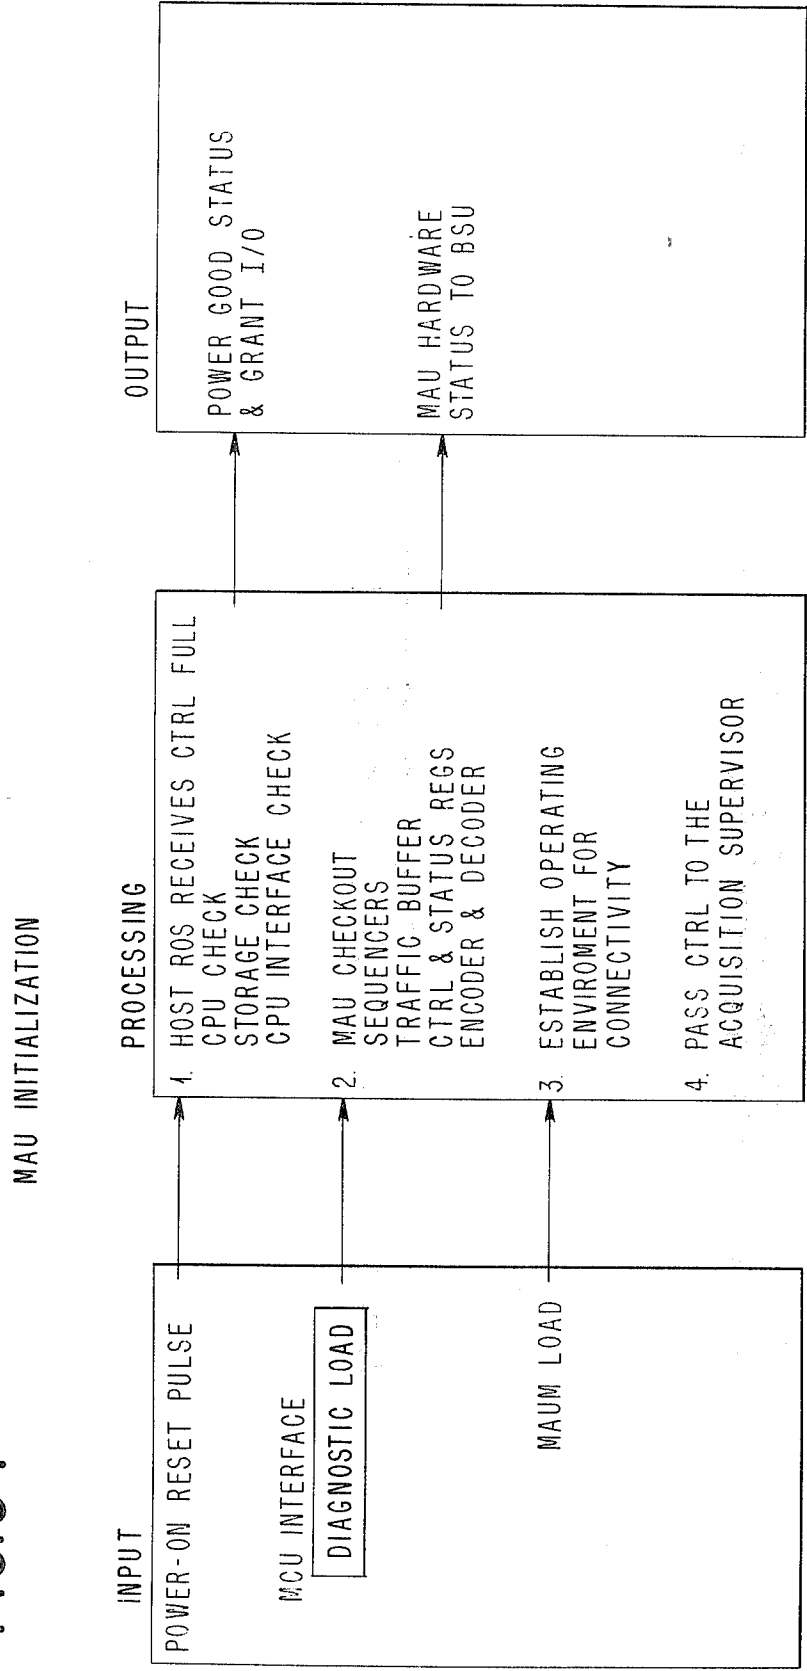 MAU INITIALIZATION
INPUT
POWER-ON RESET PULSE
MCU INTERFACE
DIAGNOSTIC LOAD
MAUM LOAD
PROCESSING
1. HOST ROS RECEIVES CTRL FULL
CPU CHECK
STORAGE CHECK
CPU INTERFACE CHECK
2. MAU CHECKOUT
SEQUENCERS
TRAFFIC BUFFER
CTRL & STATUS REGS
ENCODER & DECODER
3. ESTABLISH OPERATING
ENVIROMENT FOR
CONNECTIVITY
4. PASS CTRL TO THE
ACQUISITION SUPERVISOR
OUTPUT
POWER GOOD STATUS
& GRANT I/O
MAU HARDWARE
STATUS TO BSU